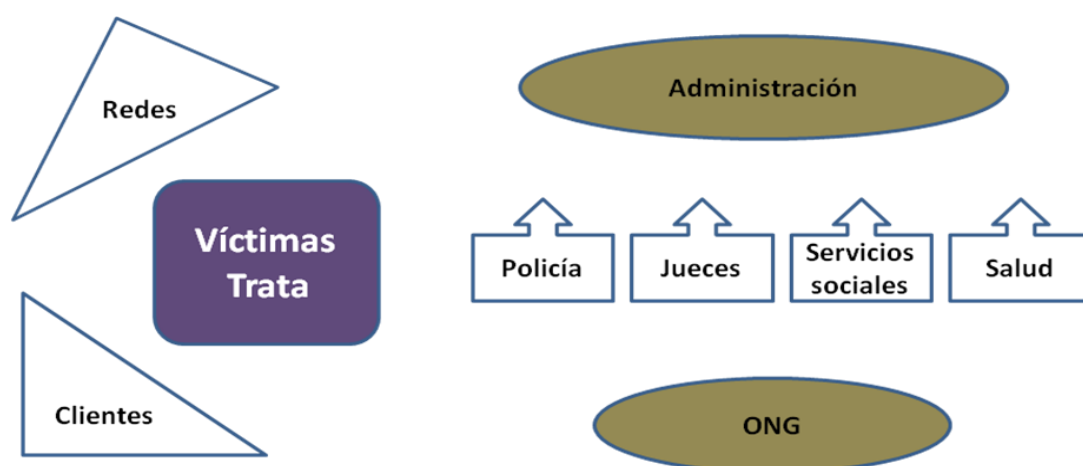 Redes
Administración
Víctimas
Trata
Policía
Jueces
Servicios
sociales
Salud
Clientes
ONG